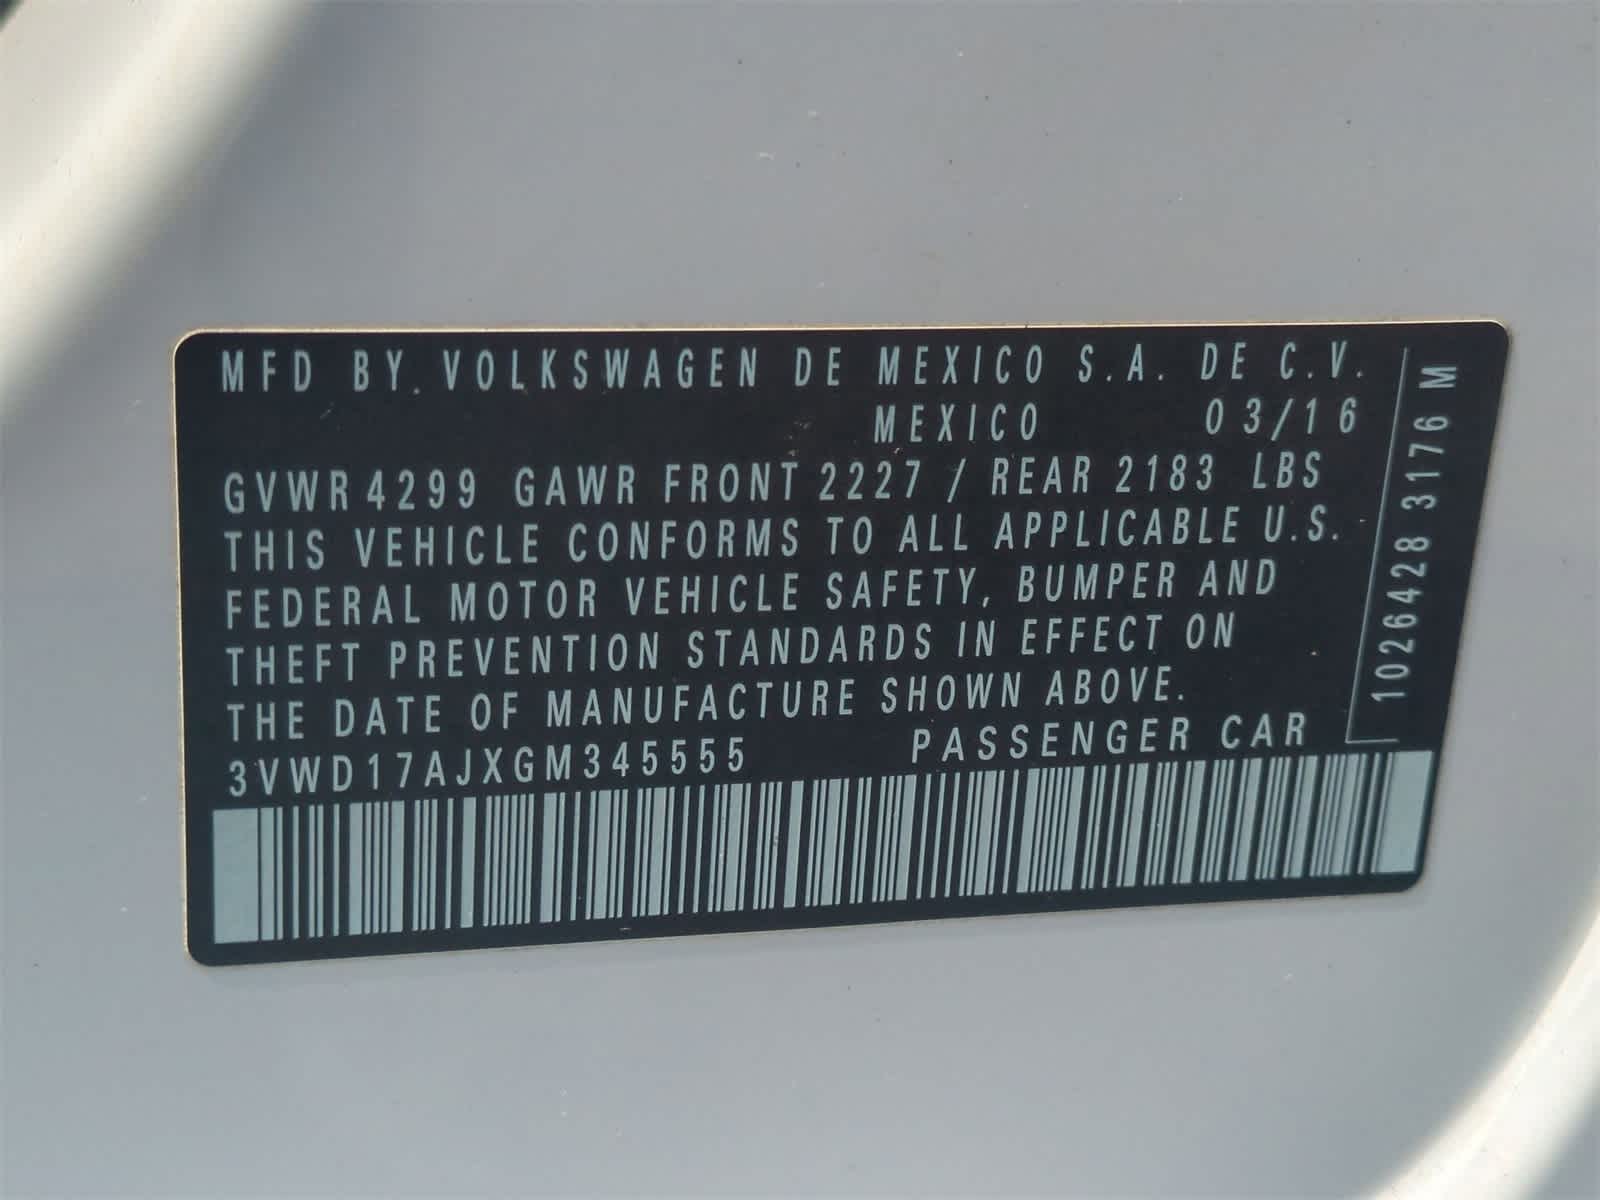 MFD BY. VOLKSWAGEN DE MEXICO S.A. DE C.V.
MEXICO 03/16
GVWR 4299 GAWR FRONT 2227 / REAR 2183 LBS
THIS VEHICLE CONFORMS TO ALL APPLICABLE U.S.
FEDERAL MOTOR VEHICLE SAFETY, BUMPER AND
THEFT PREVENTION STANDARDS IN EFFECT ON
THE DATE OF MANUFACTURE SHOWN ABOVE.
3VWD17AJXGM345555 PASSENGER CAR
1026428 3176 M